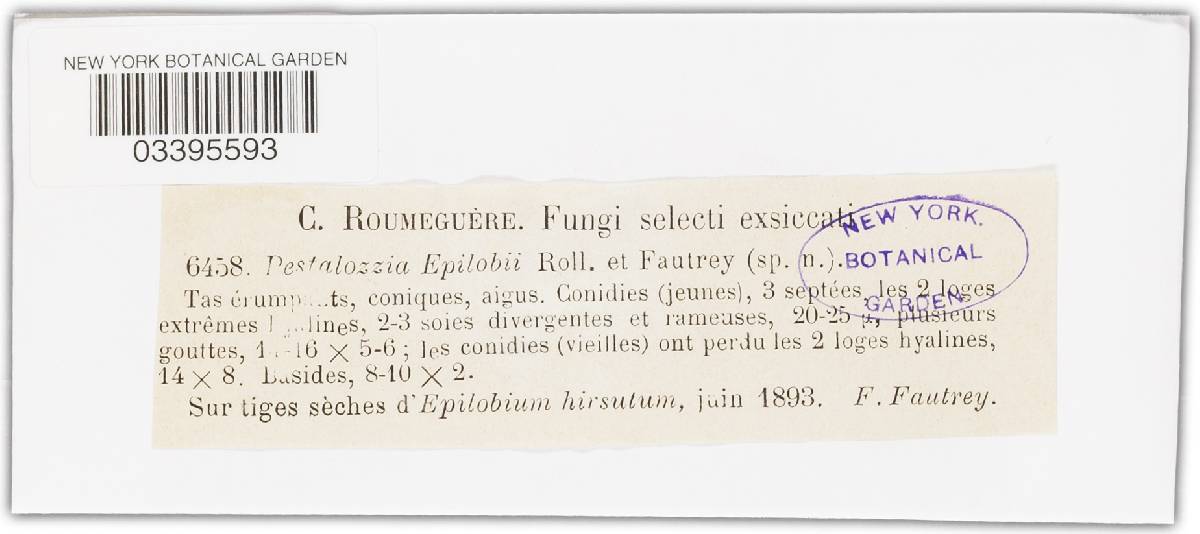 NEW YORK BOTANICAL GARDEN
03395593
C. ROUMEGUÈRE. Fungi selecti exsiccati
NEW YORK.
BOTANICAL
GARDEN.
6458. Pestalozzia Epilobii Roll. et Fautrey (sp. n.).
Tas coniques, aigus. Conidies (jeunes), 3 septées, les 2 loges
extrêmes 2-3 soies divergentes et rameuses, 20-25 µ, plusieurs
gouttes, × 5-6 ; les conidies (vieilles) ont perdu les 2 loges hyalines,
14 × 8. Basides, 8-10 × 2.
Sur tiges sèches d'Epilobium hirsutum, juin 1893. F. Fautrey.